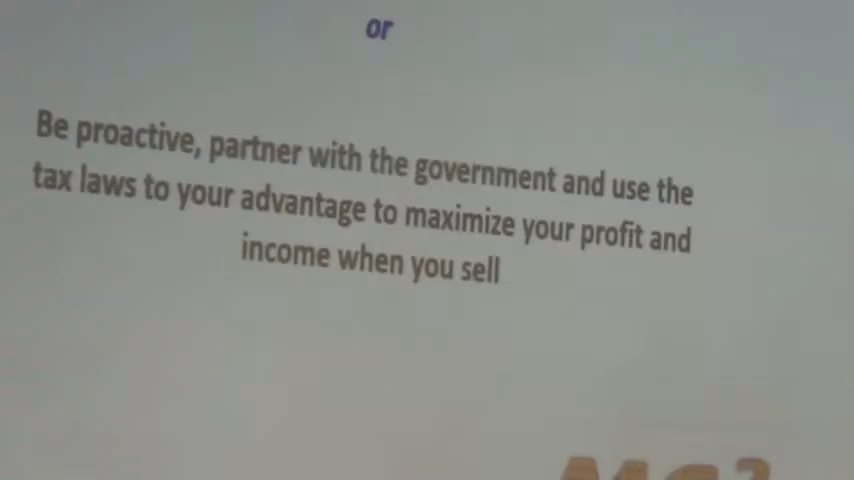 or
Be proactive, partner with the government and use the
tax laws to your advantage to maximize your profit and
income when you sell